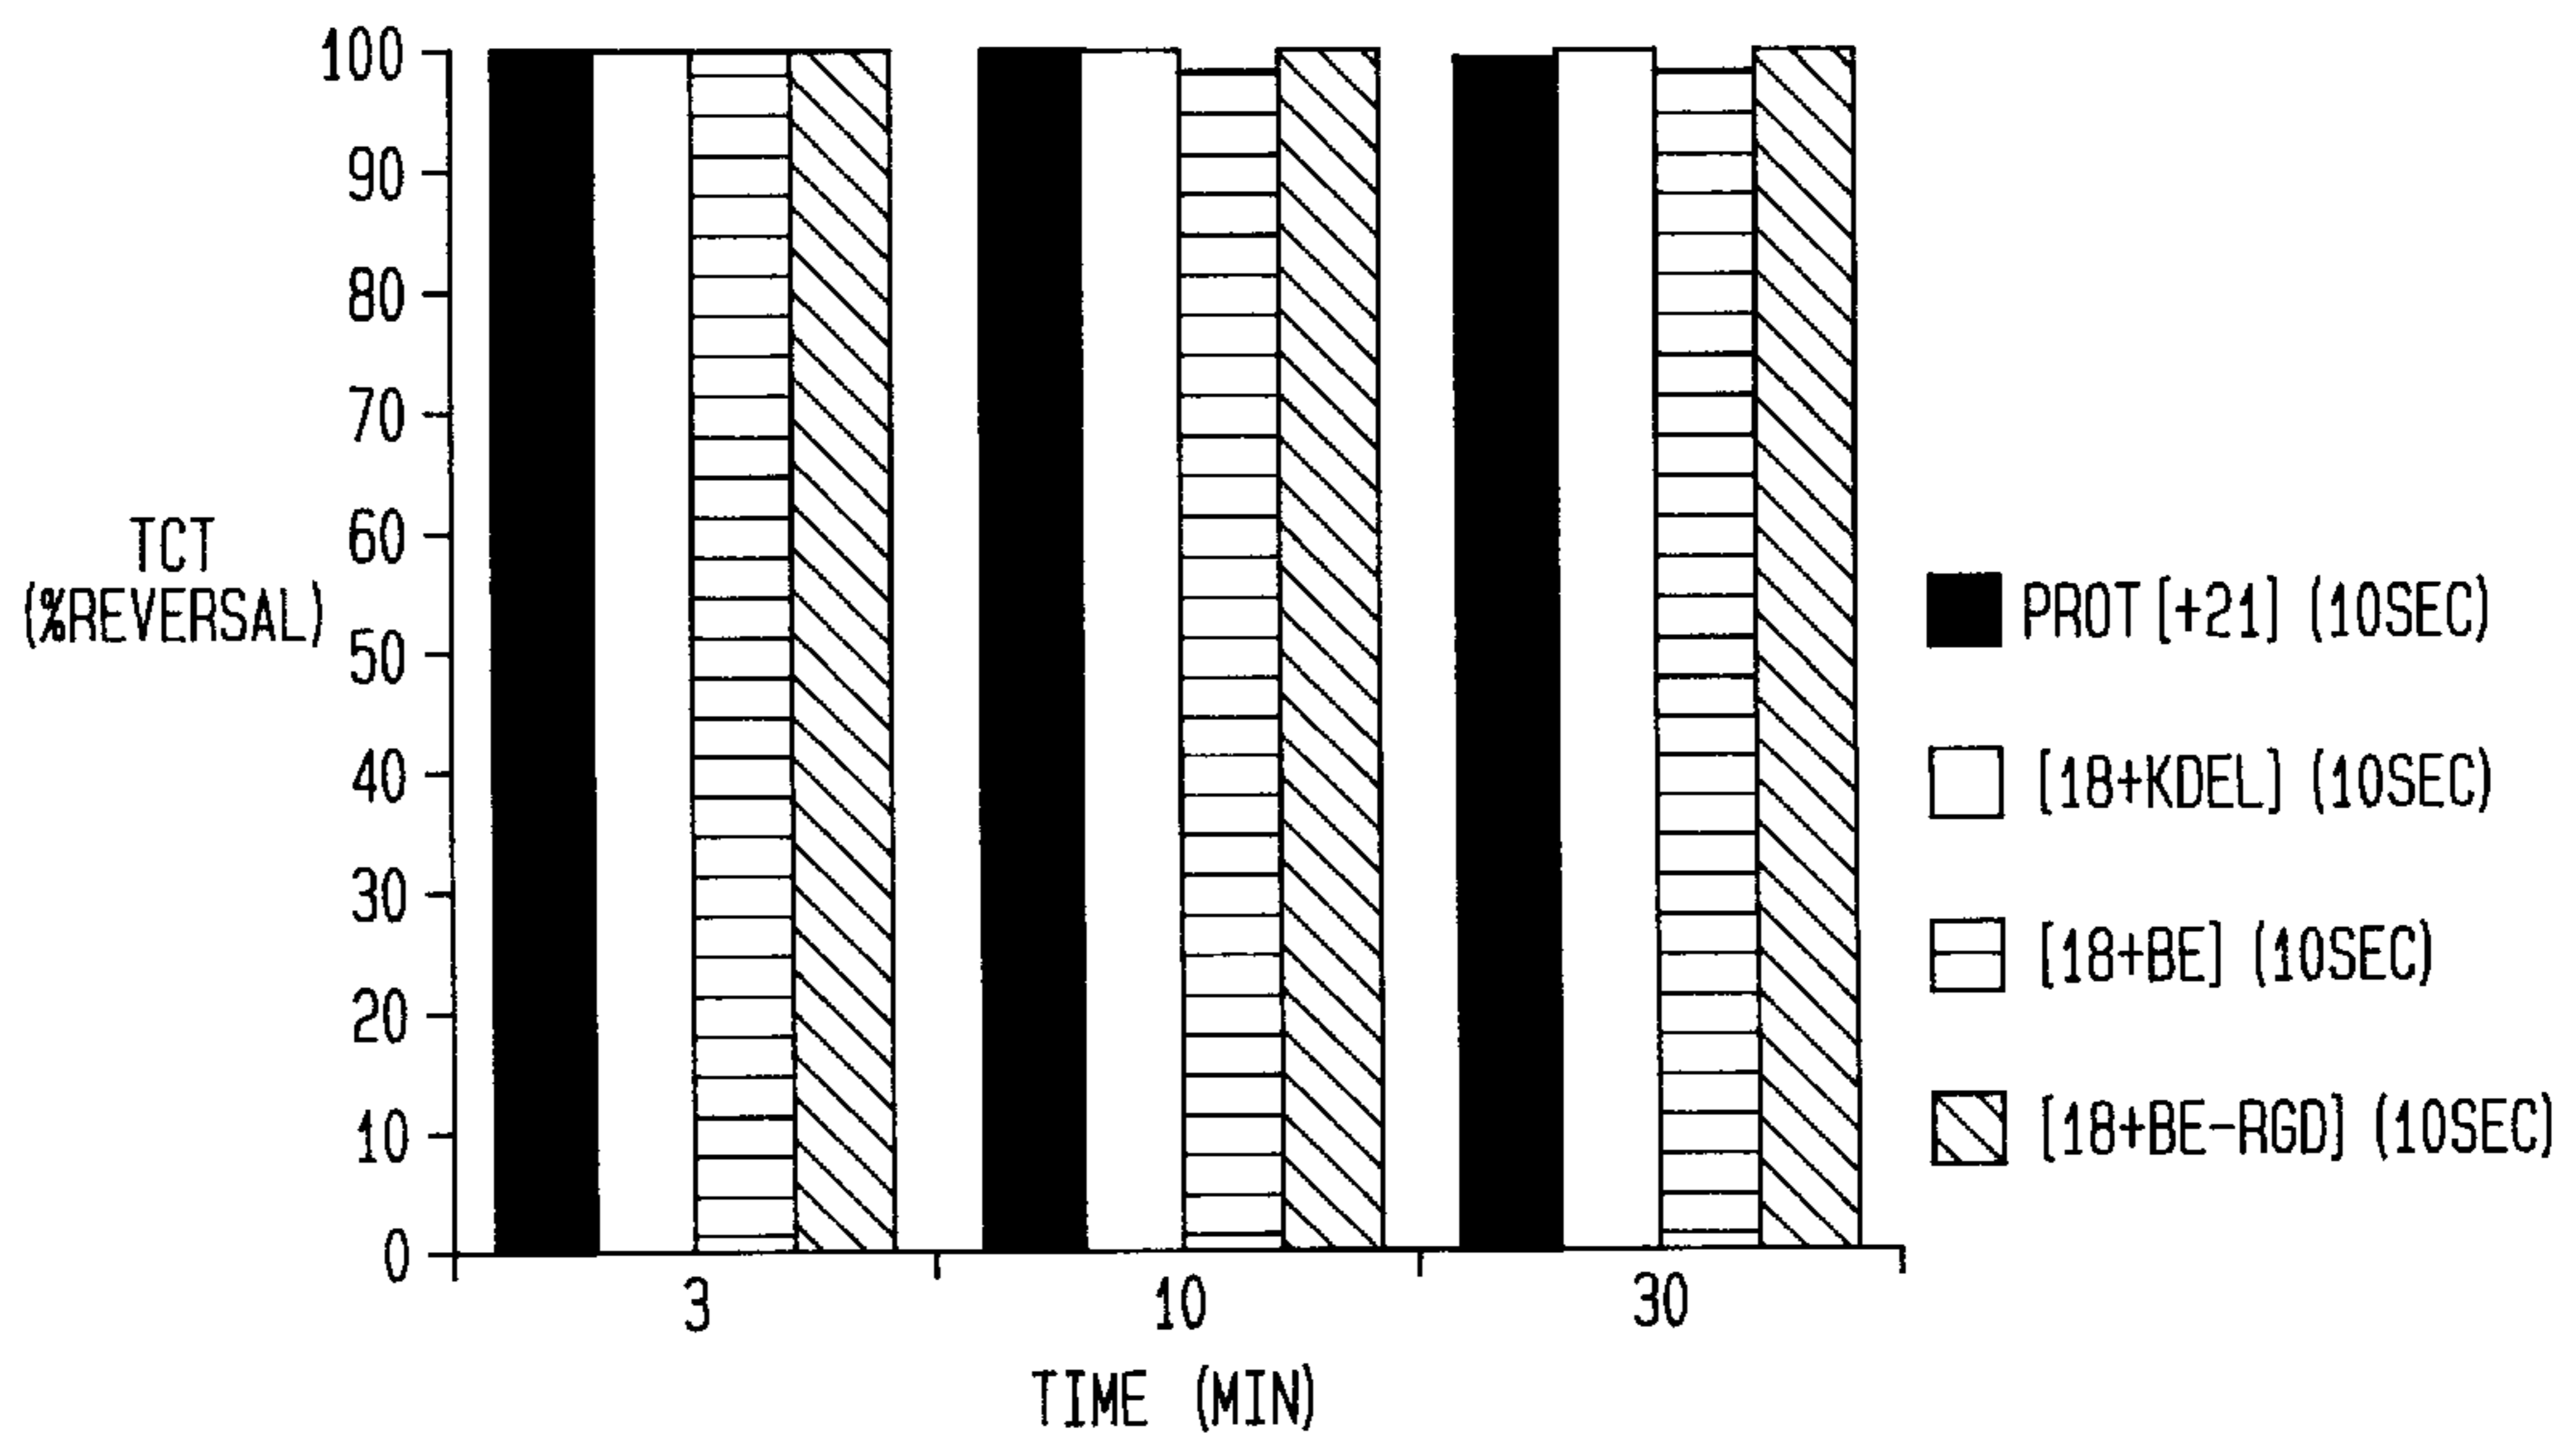 100
90
80
70
60
50
40
30
20
10
0
TCT
(%REVERSAL)
3
10
30
TIME (MIN)
PROT [+21] (10SEC)
[18+KDEL] (10SEC)
[18+BE] (10SEC)
[18+BE-RGD] (10SEC)